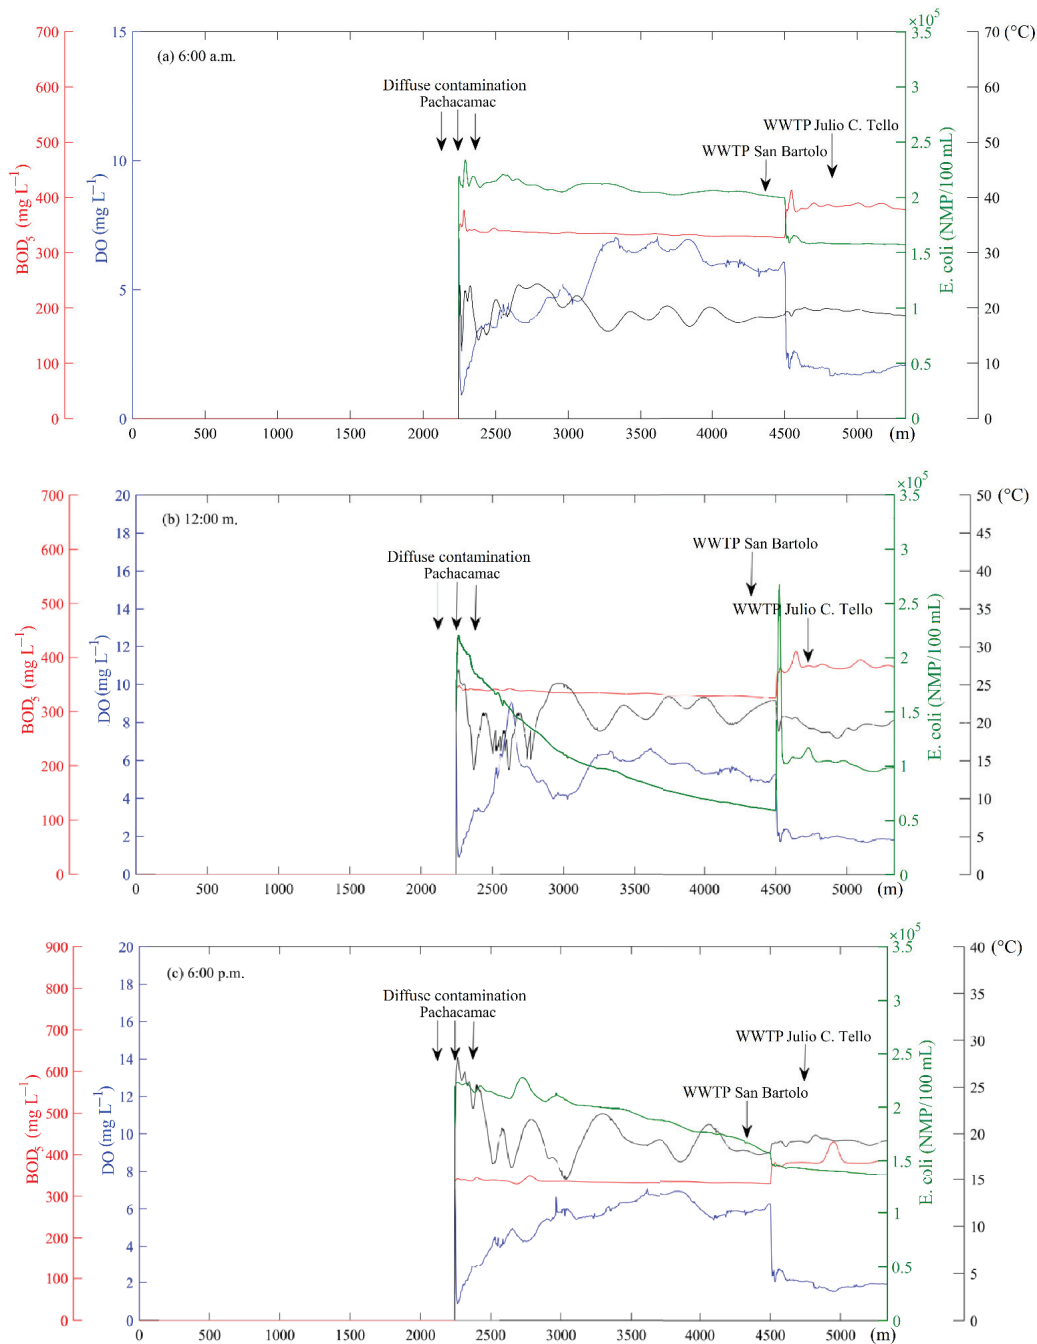 ×10⁵
700 15 3.5 70 (°C)
(a) 6:00 a.m.
600 3 60
Diffuse contamination
Pachacamac
WWTP Julio C. Tello
WWTP San Bartolo
500 10 2.5 50
400 2 40
300 5 1.5 30
200 1 20
100 0.5 10
0 0 0 0
BOD₅ (mg L⁻¹)
DO (mg L⁻¹)
E. coli (NMP/100 mL)
0 500 1000 1500 2000 2500 3000 3500 4000 4500 5000 (m)
×10⁵
700 20 3.5 50 (°C)
(b) 12:00 m.
600 18 3 45
500 16 2.5 40
400 14 2 35
300 12 1.5 30
200 10 1 25
100 8 0.5 20
0 6 0 15
4 10
2 5
0 0
WWTP San Bartolo
Diffuse contamination
Pachacamac
WWTP Julio C. Tello
BOD₅ (mg L⁻¹)
DO (mg L⁻¹)
E. coli (NMP/100 mL)
0 500 1000 1500 2000 2500 3000 3500 4000 4500 5000 (m)
×10⁵
900 20 3.5 40 (°C)
(c) 6:00 p.m.
800 18 3 35
700 16 2.5 30
600 14 2 25
500 12 1.5 20
400 10 1 15
300 8 0.5 10
200 6 0 5
100 4 0
0 2
0
Diffuse contamination
Pachacamac
WWTP Julio C. Tello
WWTP San Bartolo
BOD₅ (mg L⁻¹)
DO (mg L⁻¹)
E. coli (NMP/100 mL)
0 500 1000 1500 2000 2500 3000 3500 4000 4500 5000 (m)